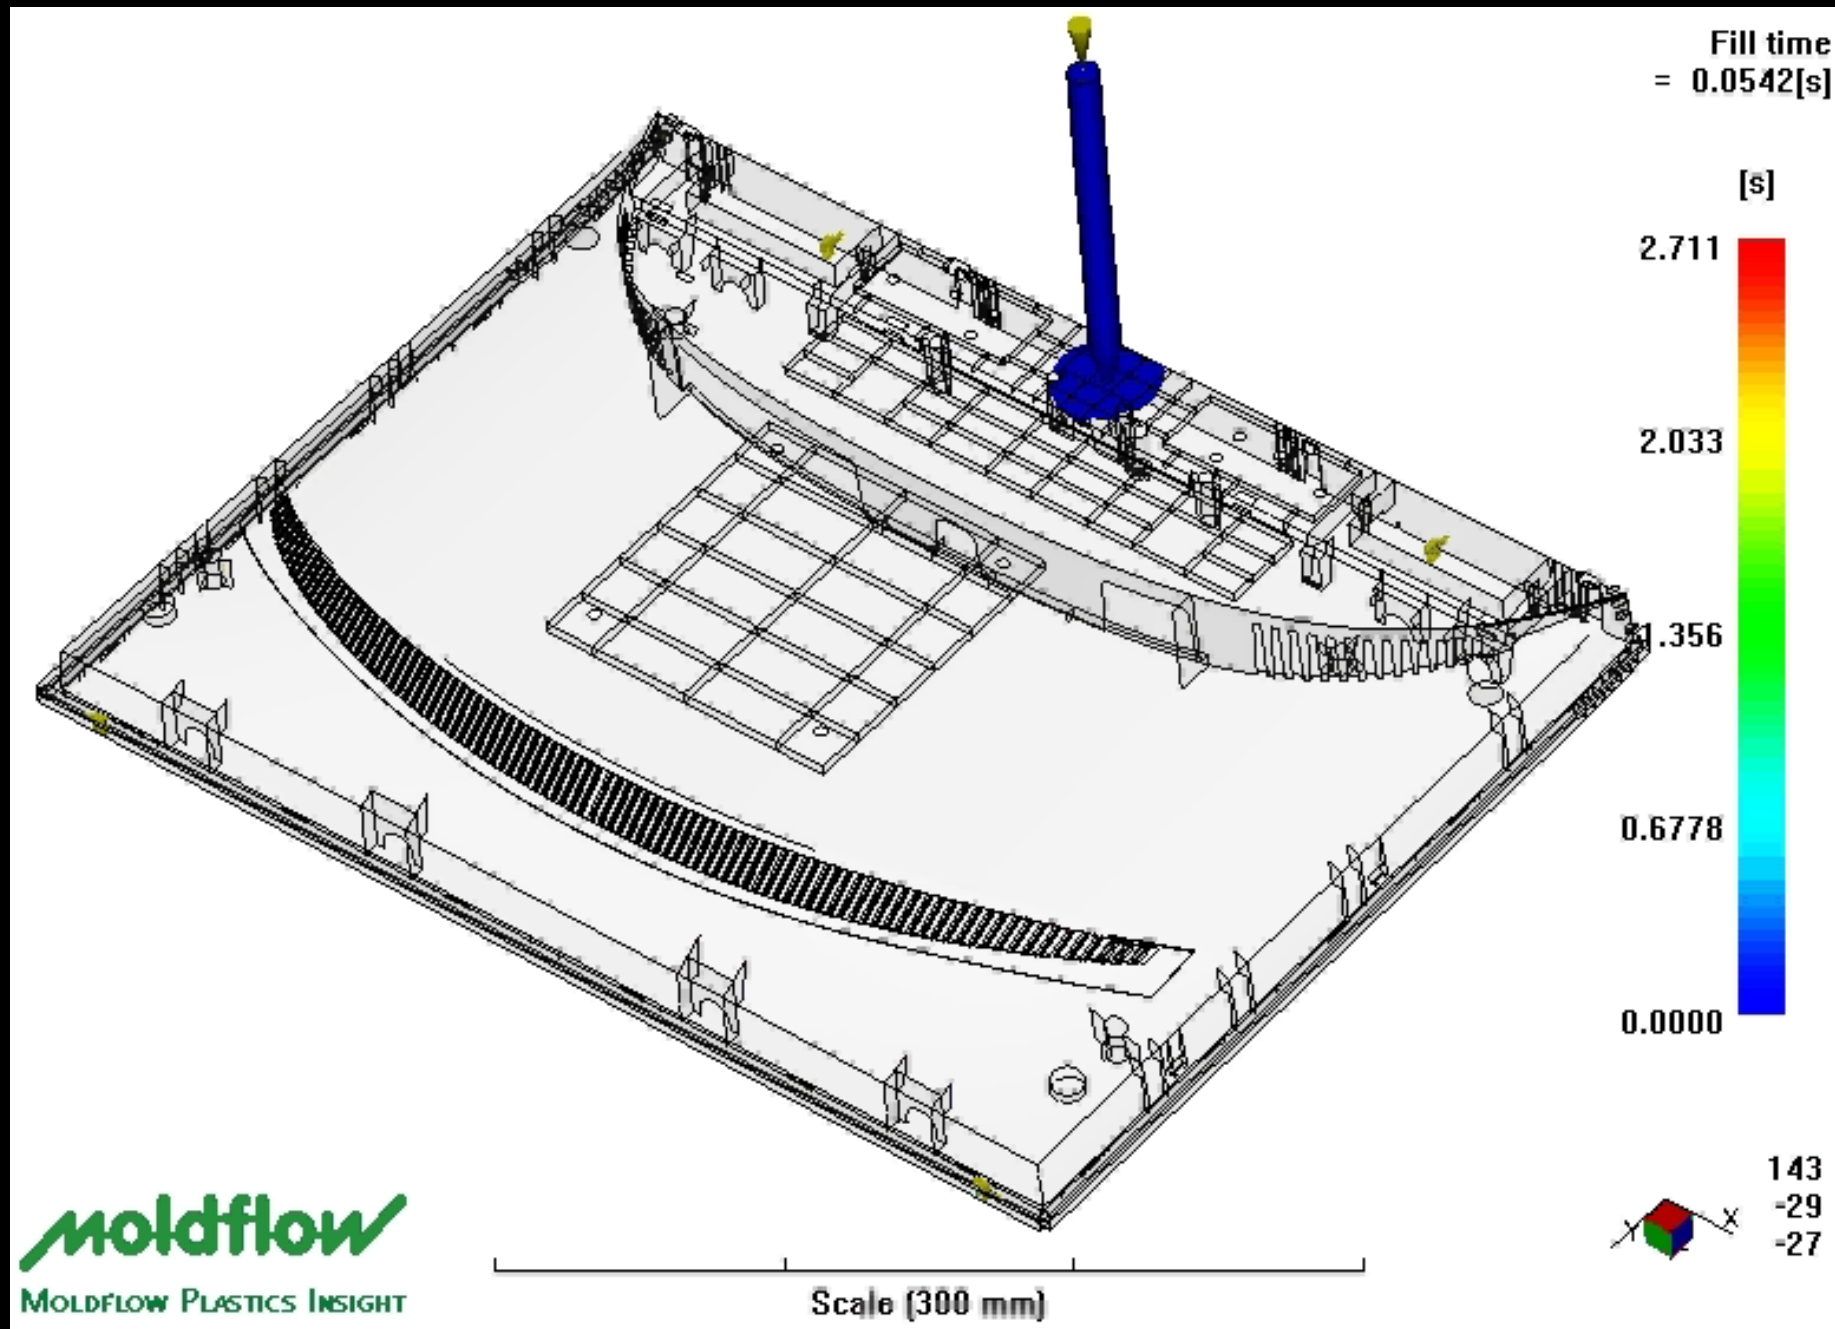 Fill time
= 0.0542[s]
[s]
2.711
2.033
1.356
0.6778
0.0000
143
-29
-27
Y
X
Z
moldflow
MOLDFLOW PLASTICS INSIGHT
Scale (300 mm)